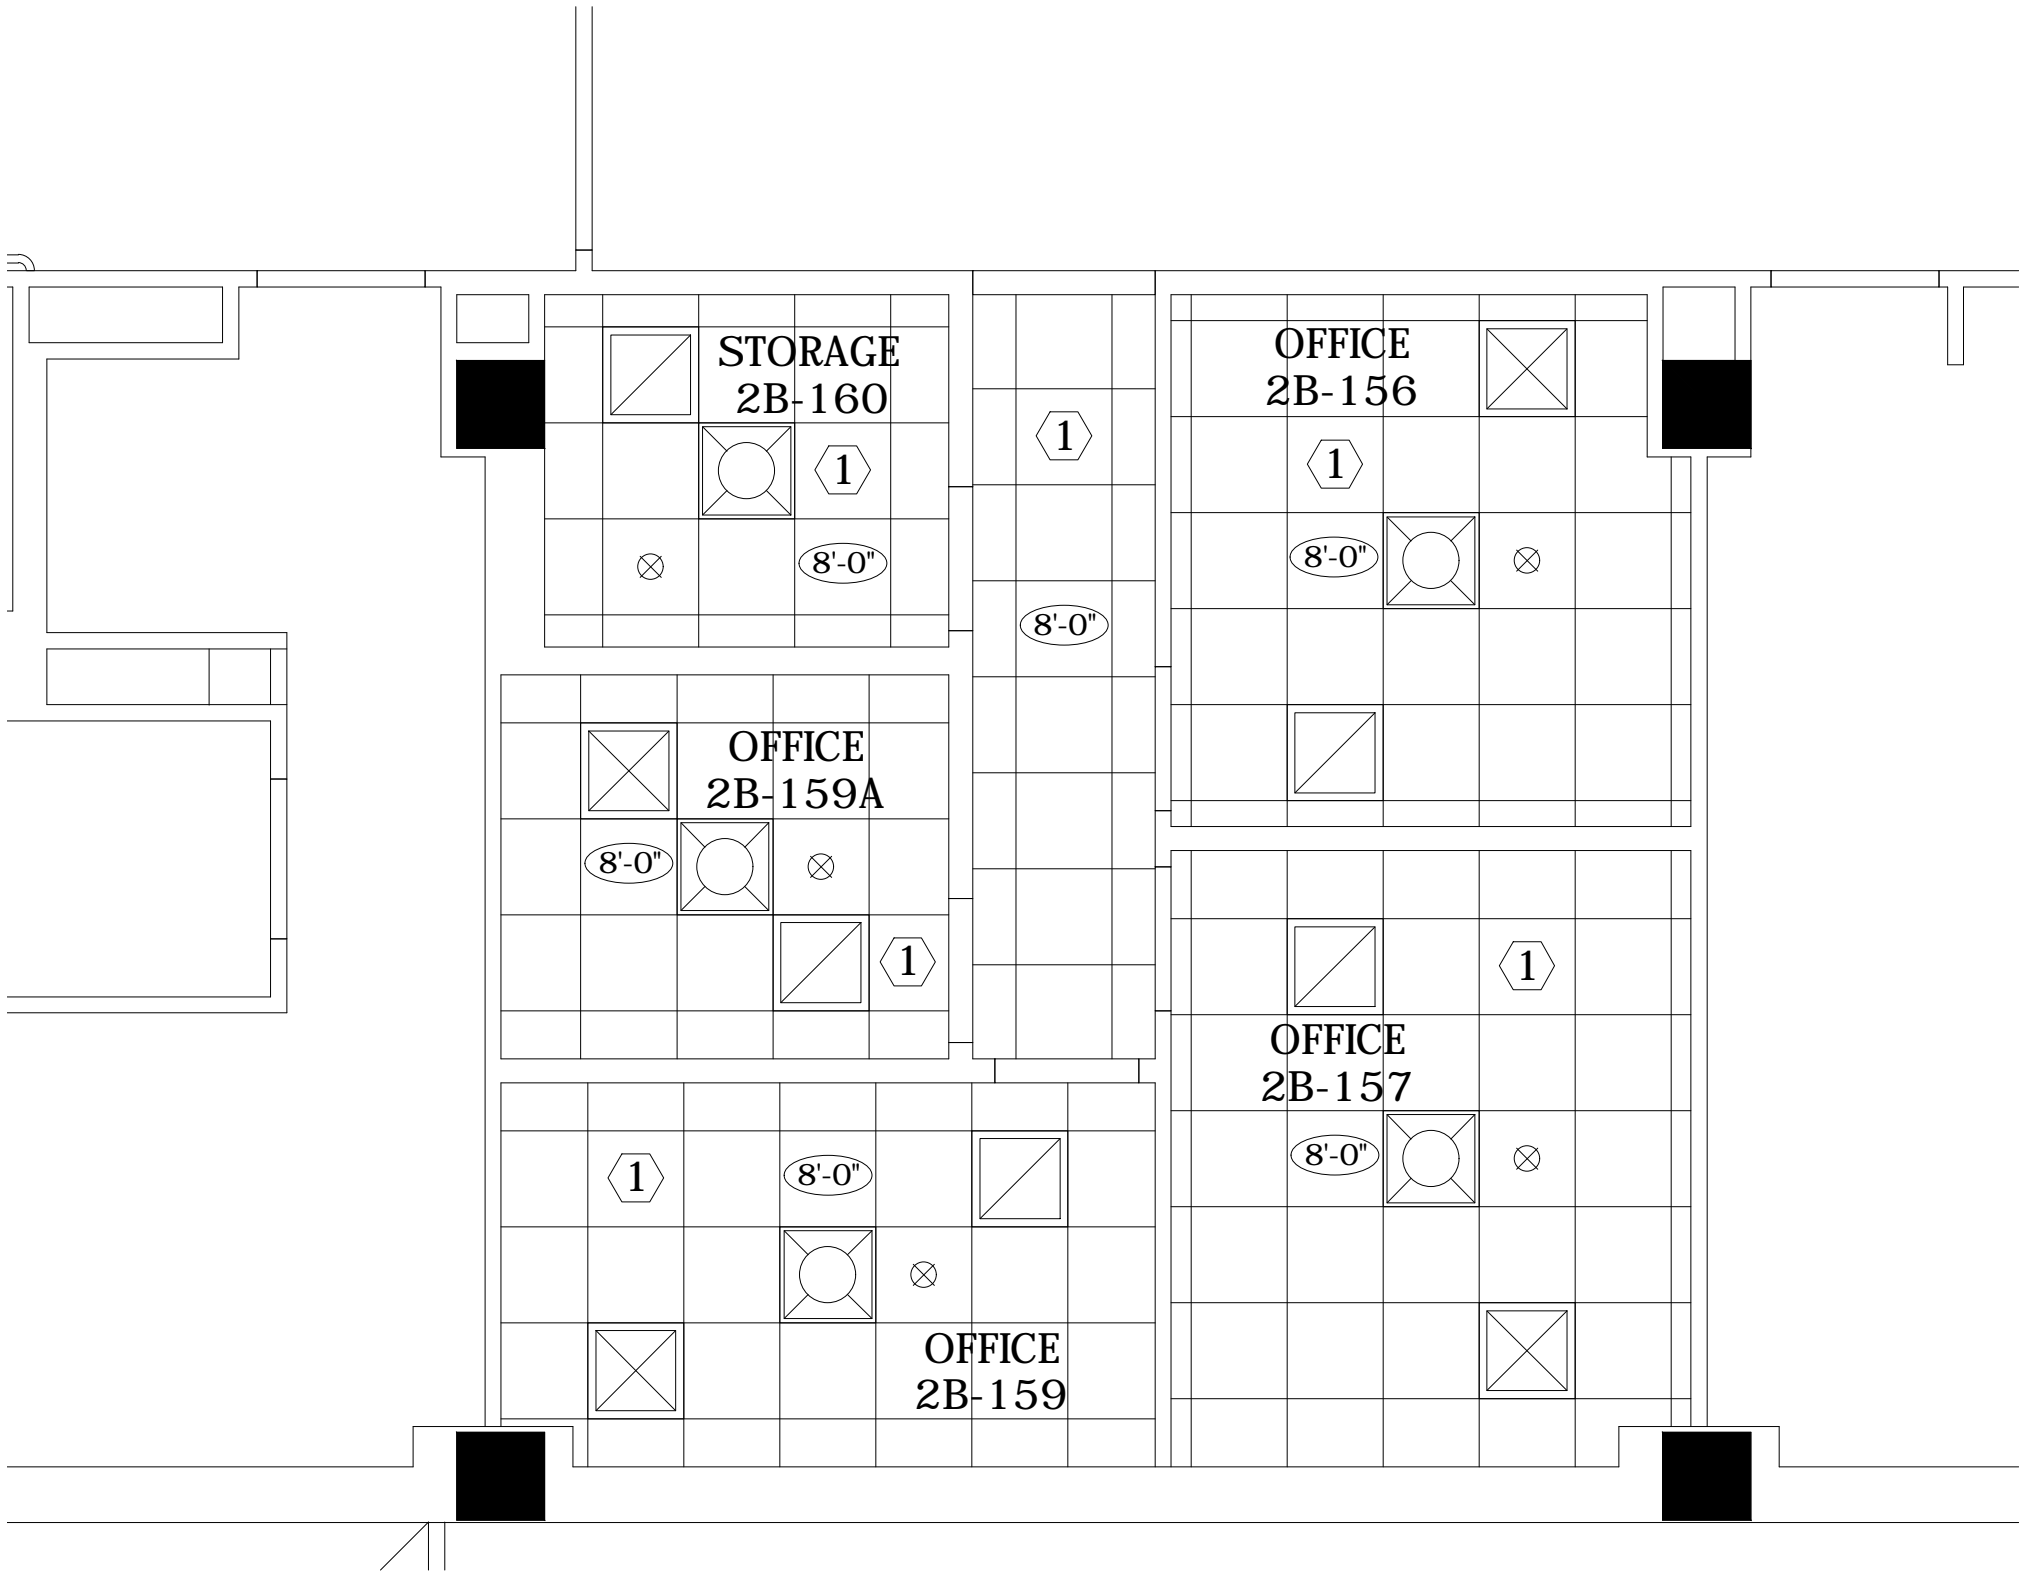 STORAGE
2B-160
1
8'-0"
1
8'-0"
OFFICE
2B-156
1
8'-0"
OFFICE
2B-159A
8'-0"
1
1
OFFICE
2B-157
8'-0"
1
8'-0"
OFFICE
2B-159